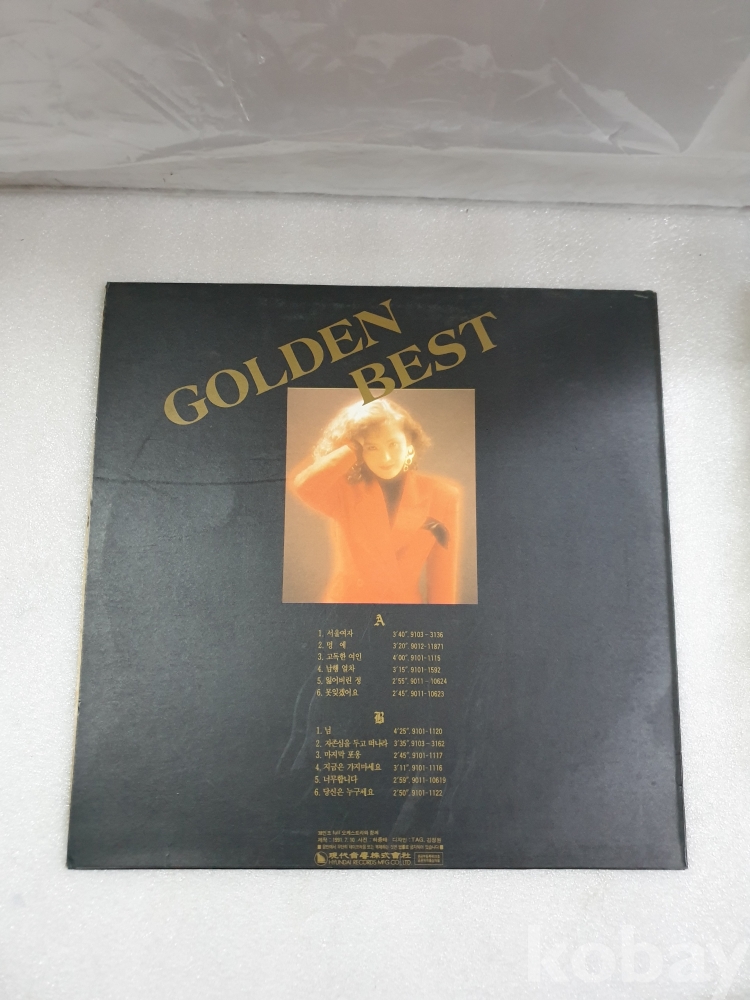 GOLDEN
BEST
A
1. 서울여자 3'40". 9103-3136
2. 멍 에 3'20". 9012-11871
3. 고독한 여인 4'00". 9101-1115
4. 남행 열차 3'15". 9101-1592
5. 잃어버린 정 2'55". 9011-10624
6. 못잊겠어요 2'45". 9011-10623
B
1. 님 4'25". 9101-1120
2. 자존심을 두고 떠나라 3'35". 9103-3162
3. 마지막 포옹 2'45". 9101-1117
4. 지금은 가지마세요 3'11". 9101-1116
5. 너무합니다 2'59". 9011-10619
6. 당신은 누구세요 2'50". 9101-1122
現代音響株式會社
HYUNDAI RECORDS MFG.CO.LTD.
kobay